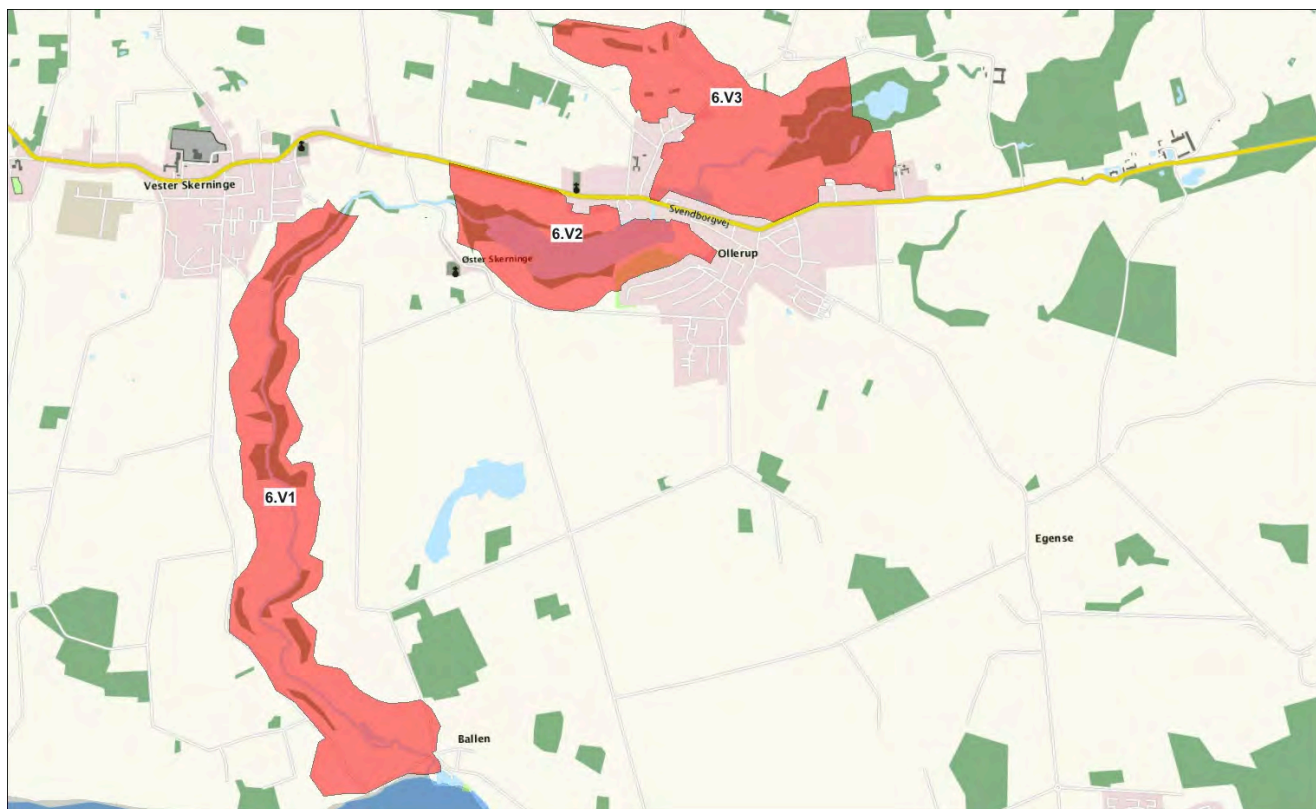 6.V3
Vester Skerninge
Svendborgvej
6.V2
Ollerup
Øster Skerninge
6.V1
Egense
Ballen